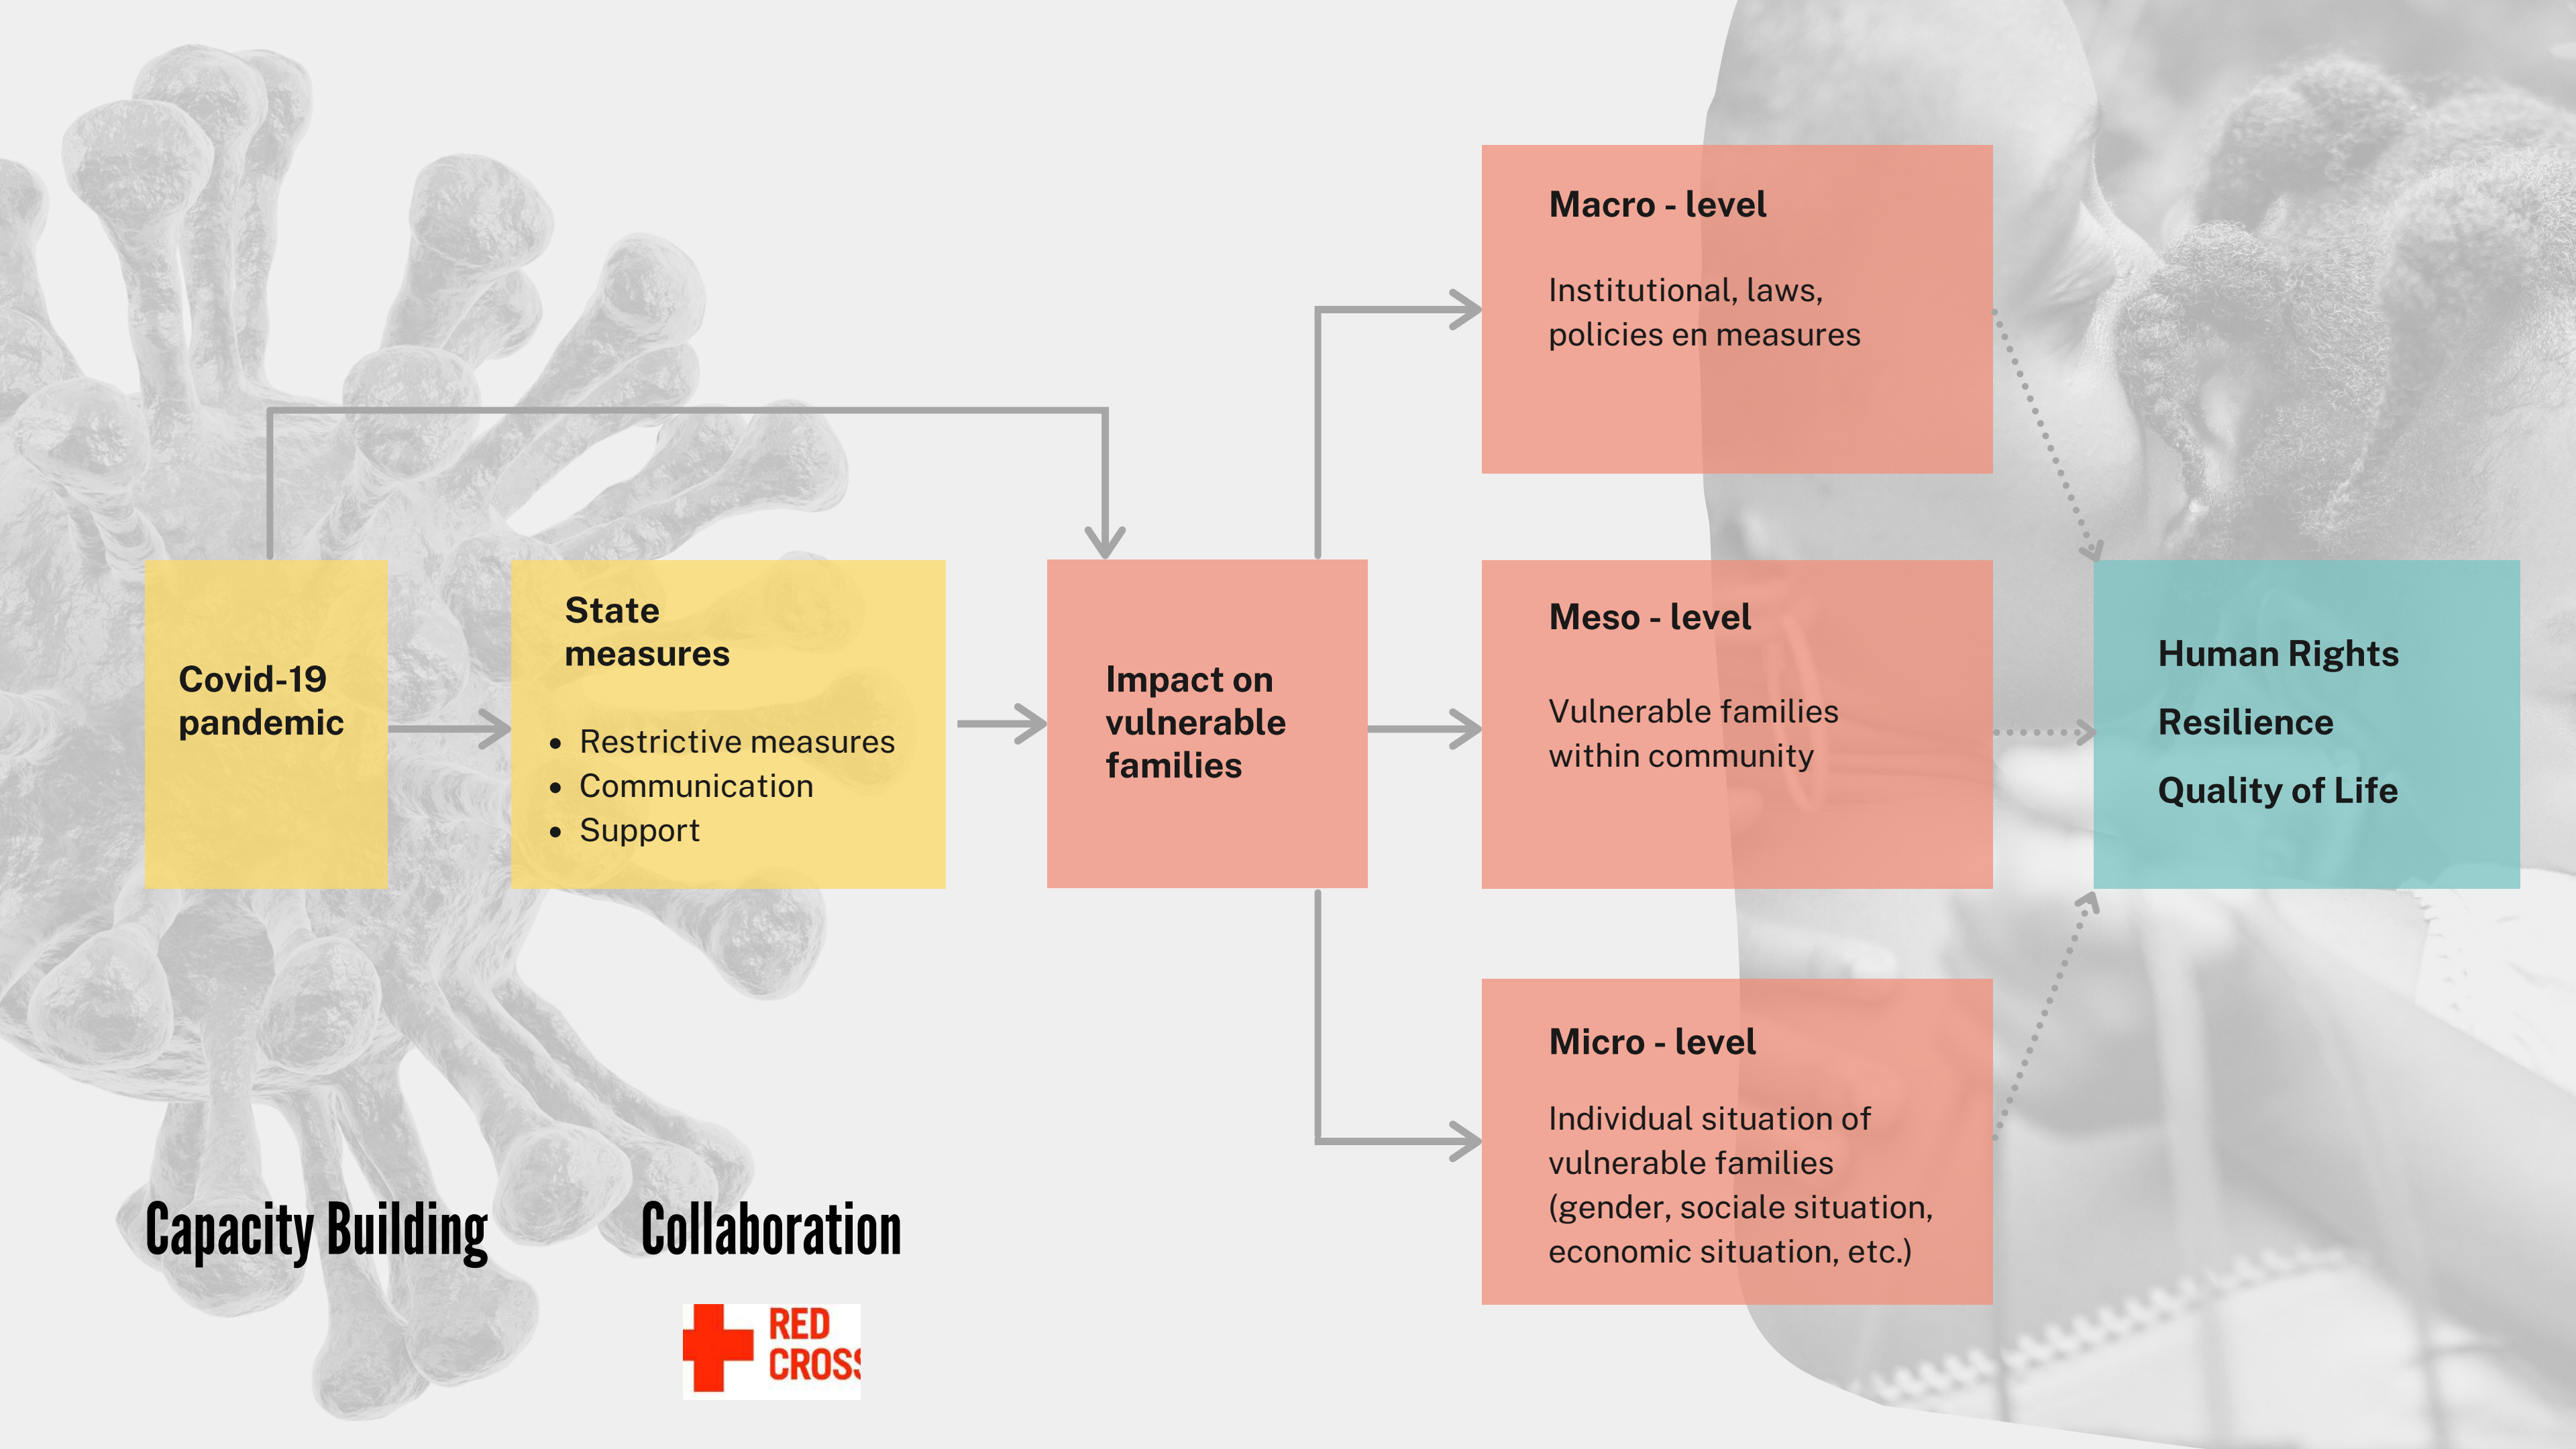 Covid-19
pandemic
State
measures
• Restrictive measures
• Communication
• Support
Impact on
vulnerable
families
Macro - level
Institutional, laws,
policies en measures
Meso - level
Vulnerable families
within community
Micro - level
Individual situation of
vulnerable families
(gender, sociale situation,
economic situation, etc.)
Human Rights
Resilience
Quality of Life
Capacity Building
Collaboration
RED
CROSS